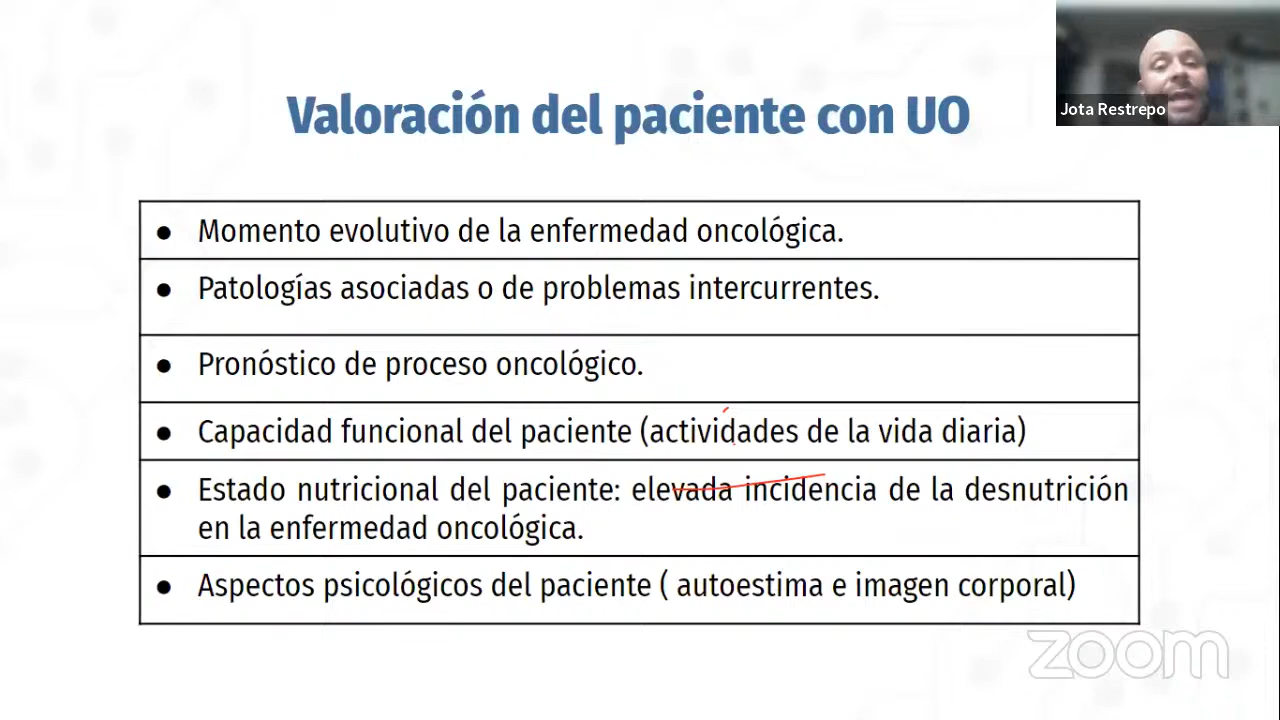 Jota Restrepo
Valoración del paciente con UO
● Momento evolutivo de la enfermedad oncológica.
● Patologías asociadas o de problemas intercurrentes.
● Pronóstico de proceso oncológico.
● Capacidad funcional del paciente (actividades de la vida diaria)
● Estado nutricional del paciente: elevada incidencia de la desnutrición
en la enfermedad oncológica.
● Aspectos psicológicos del paciente ( autoestima e imagen corporal)
zoom